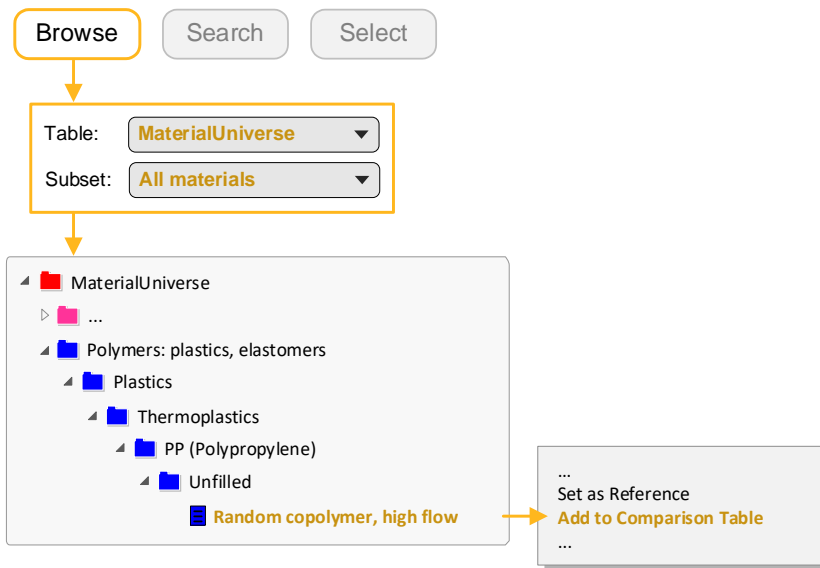 Browse Search Select
Table: MaterialUniverse
Subset: All materials
MaterialUniverse
...
Polymers: plastics, elastomers
Plastics
Thermoplastics
PP (Polypropylene)
Unfilled
Random copolymer, high flow
...
Set as Reference
Add to Comparison Table
...